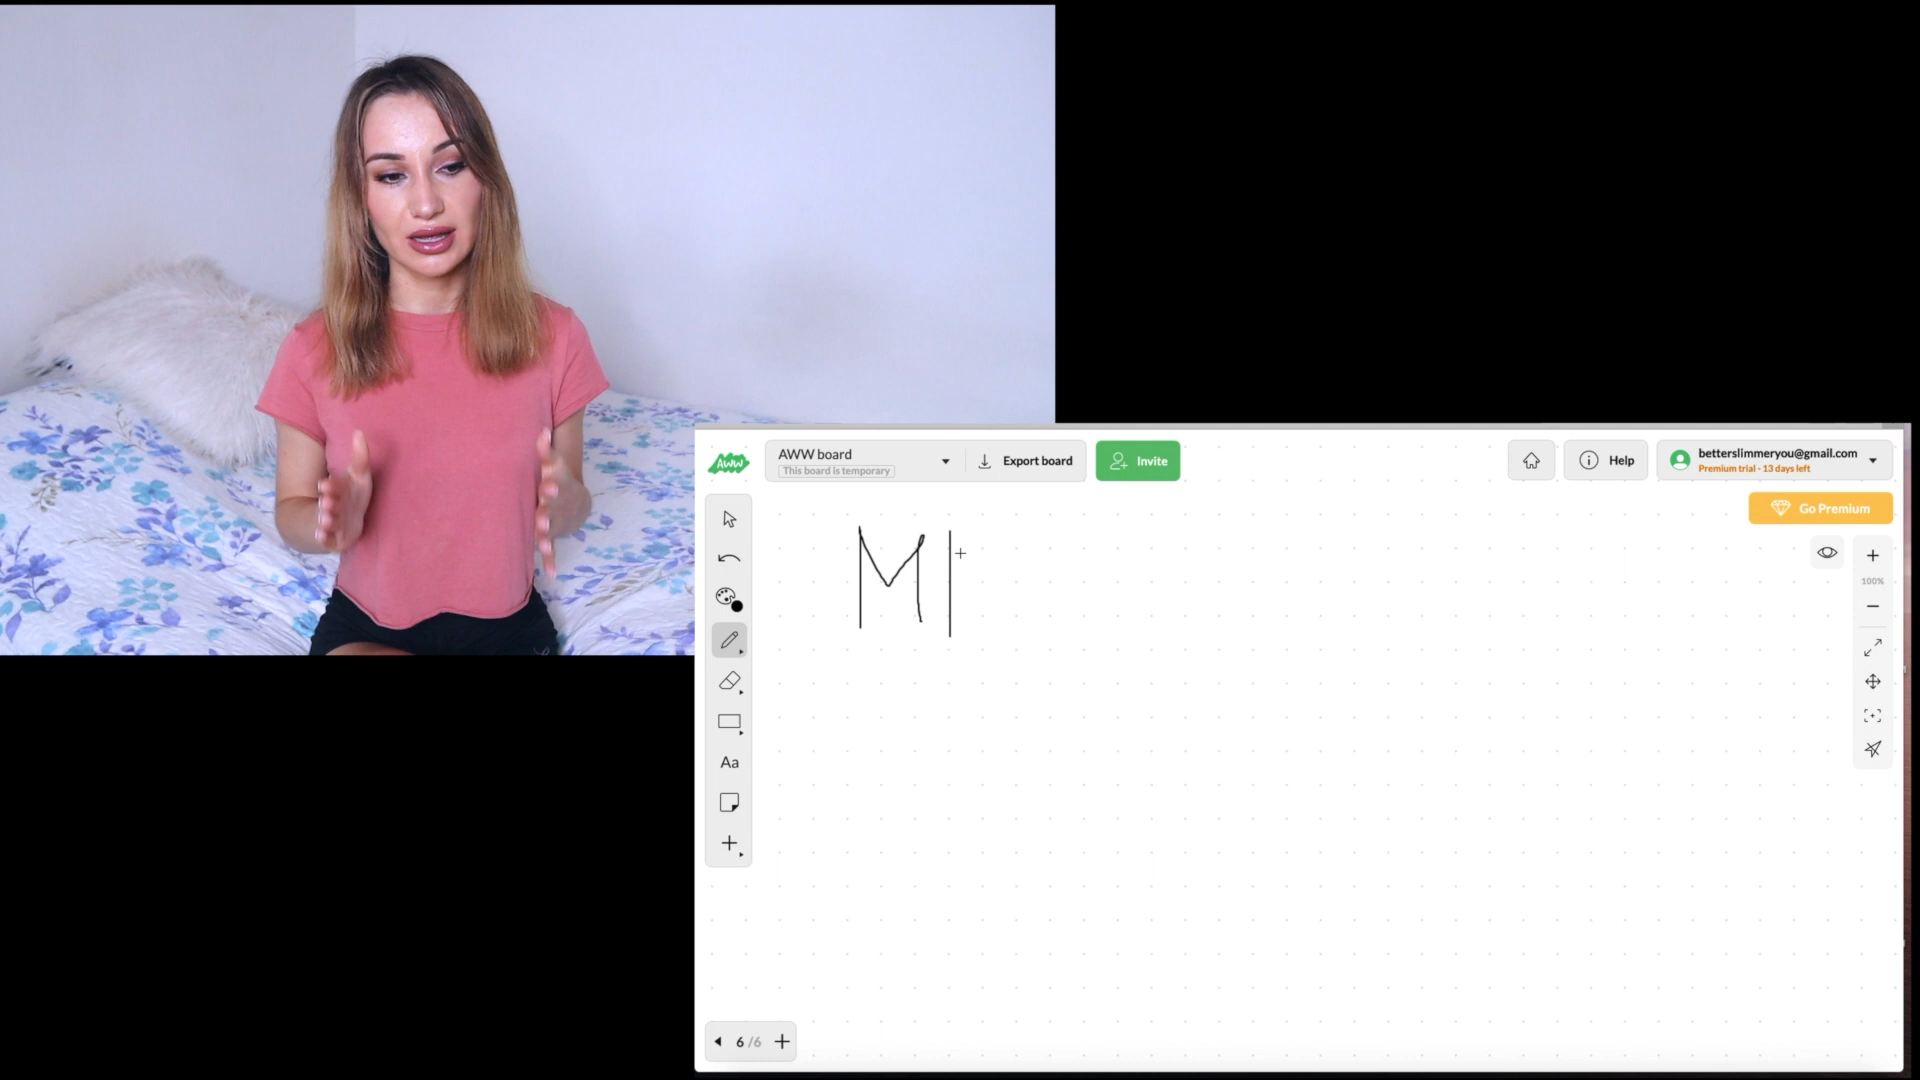 AWW
AWW board
This board is temporary
Export board
Invite
Help
betterslimmeryou@gmail.com
Premium trial - 13 days left
Go Premium
M|
100%
Aa
6 /6